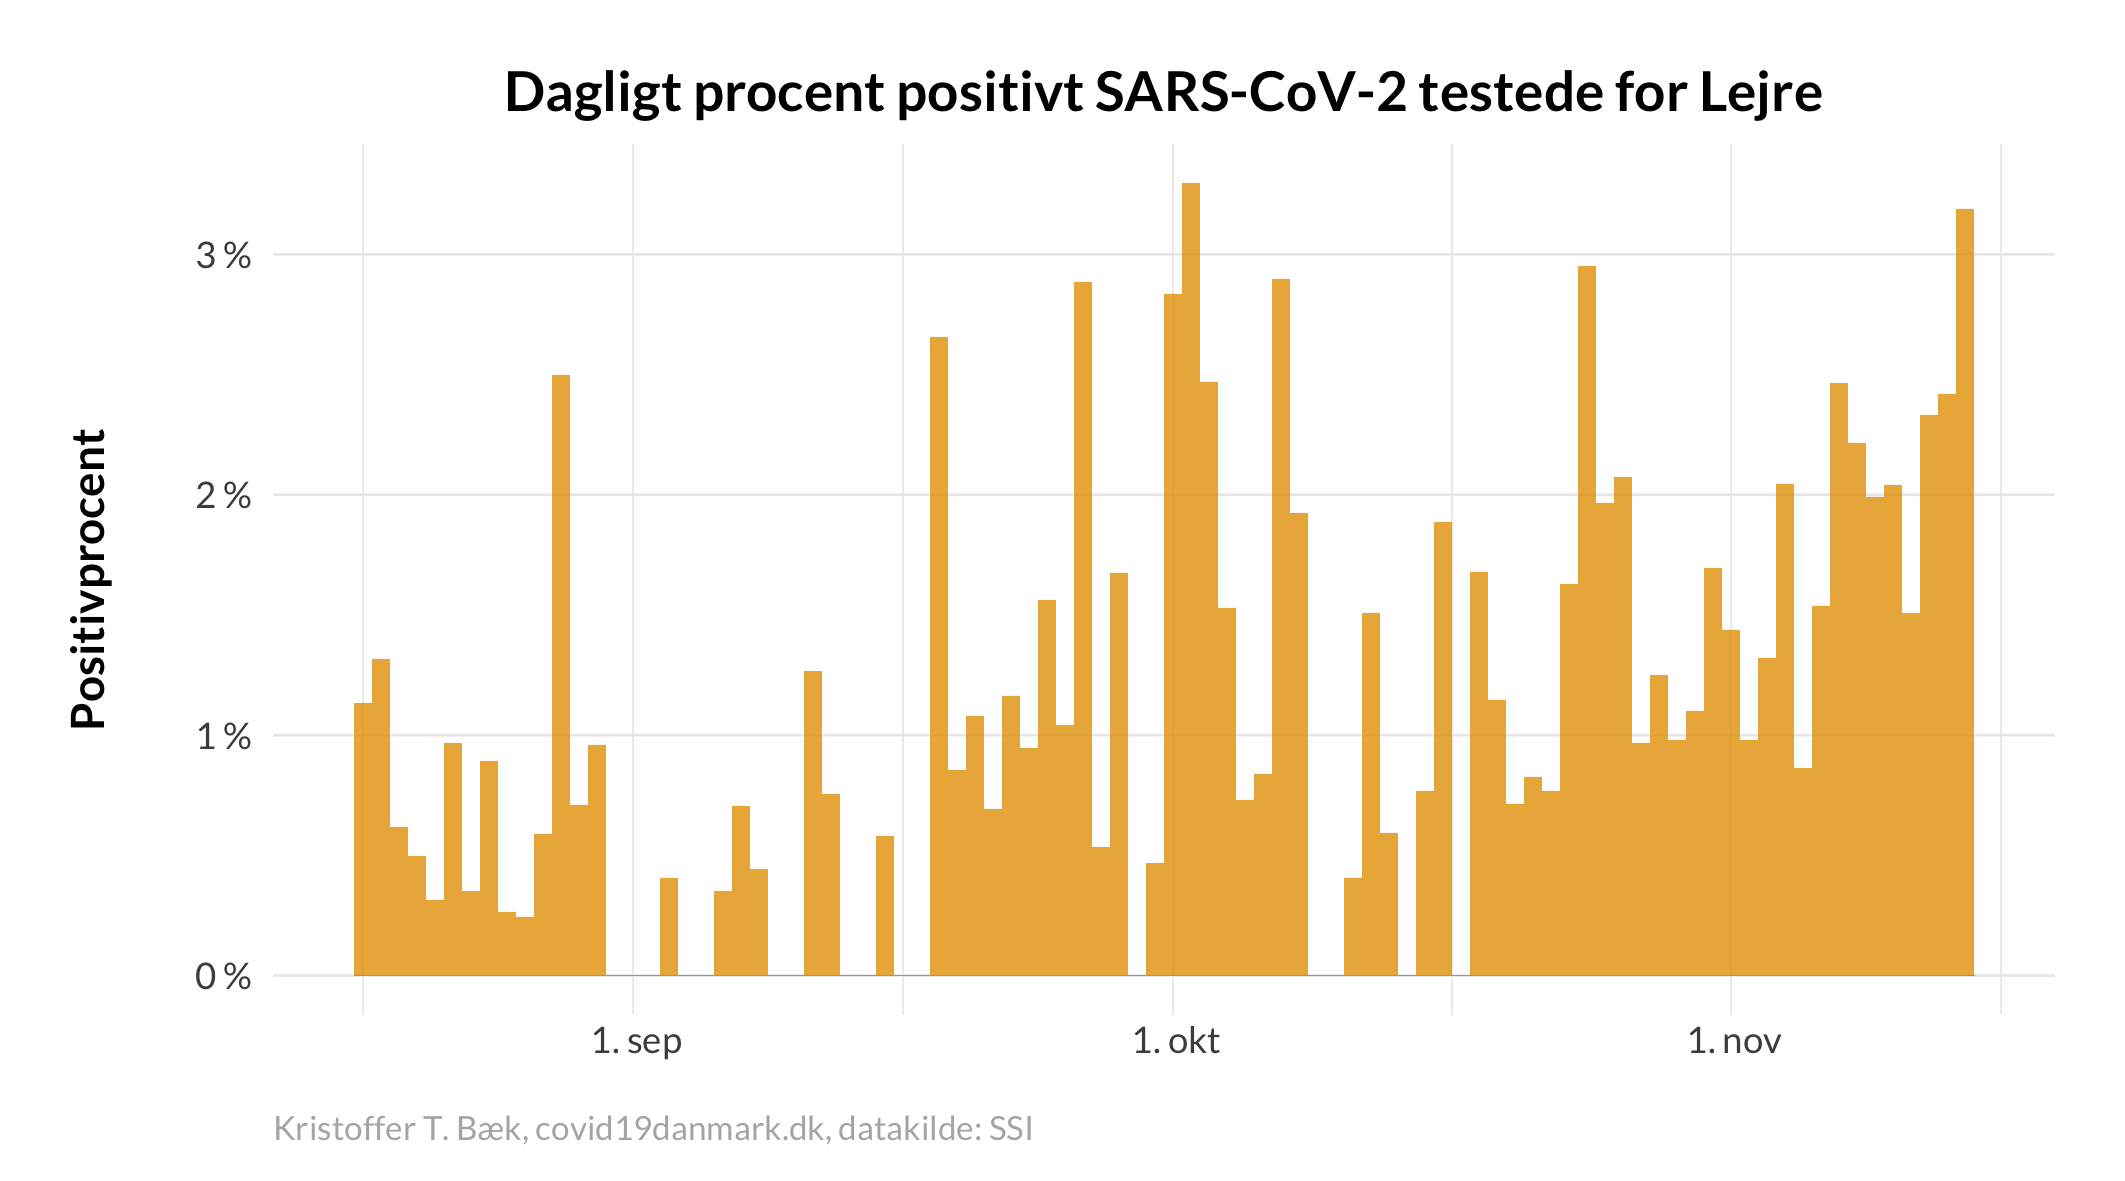 Dagligt procent positivt SARS-CoV-2 testede for Lejre
Positivprocent
3 %
2 %
1 %
0 %
1. sep
1. okt
1. nov
Kristoffer T. Bæk, covid19danmark.dk, datakilde: SSI